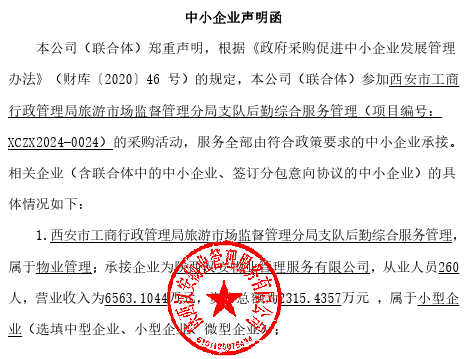 中小企业声明函
本公司（联合体）郑重声明，根据《政府采购促进中小企业发展管理
办法》（财库〔2020〕46 号）的规定，本公司（联合体）参加西安市工商
行政管理局旅游市场监督管理分局支队后勤综合服务管理（项目编号：
XCZX2024-0024）的采购活动，服务全部由符合政策要求的中小企业承接。
相关企业（含联合体中的中小企业、签订分包意向协议的中小企业）的具
体情况如下：
1.西安市工商行政管理局旅游市场监督管理分局支队后勤综合服务管理，
属于物业管理；承接企业为陕西 安物业管理服务有限公司，从业人员260
人，营业收入为6563.1044万元，资产总额为2315.4357万元 ，属于小型企
业（选填中型企业、小型企业、微型企业）；